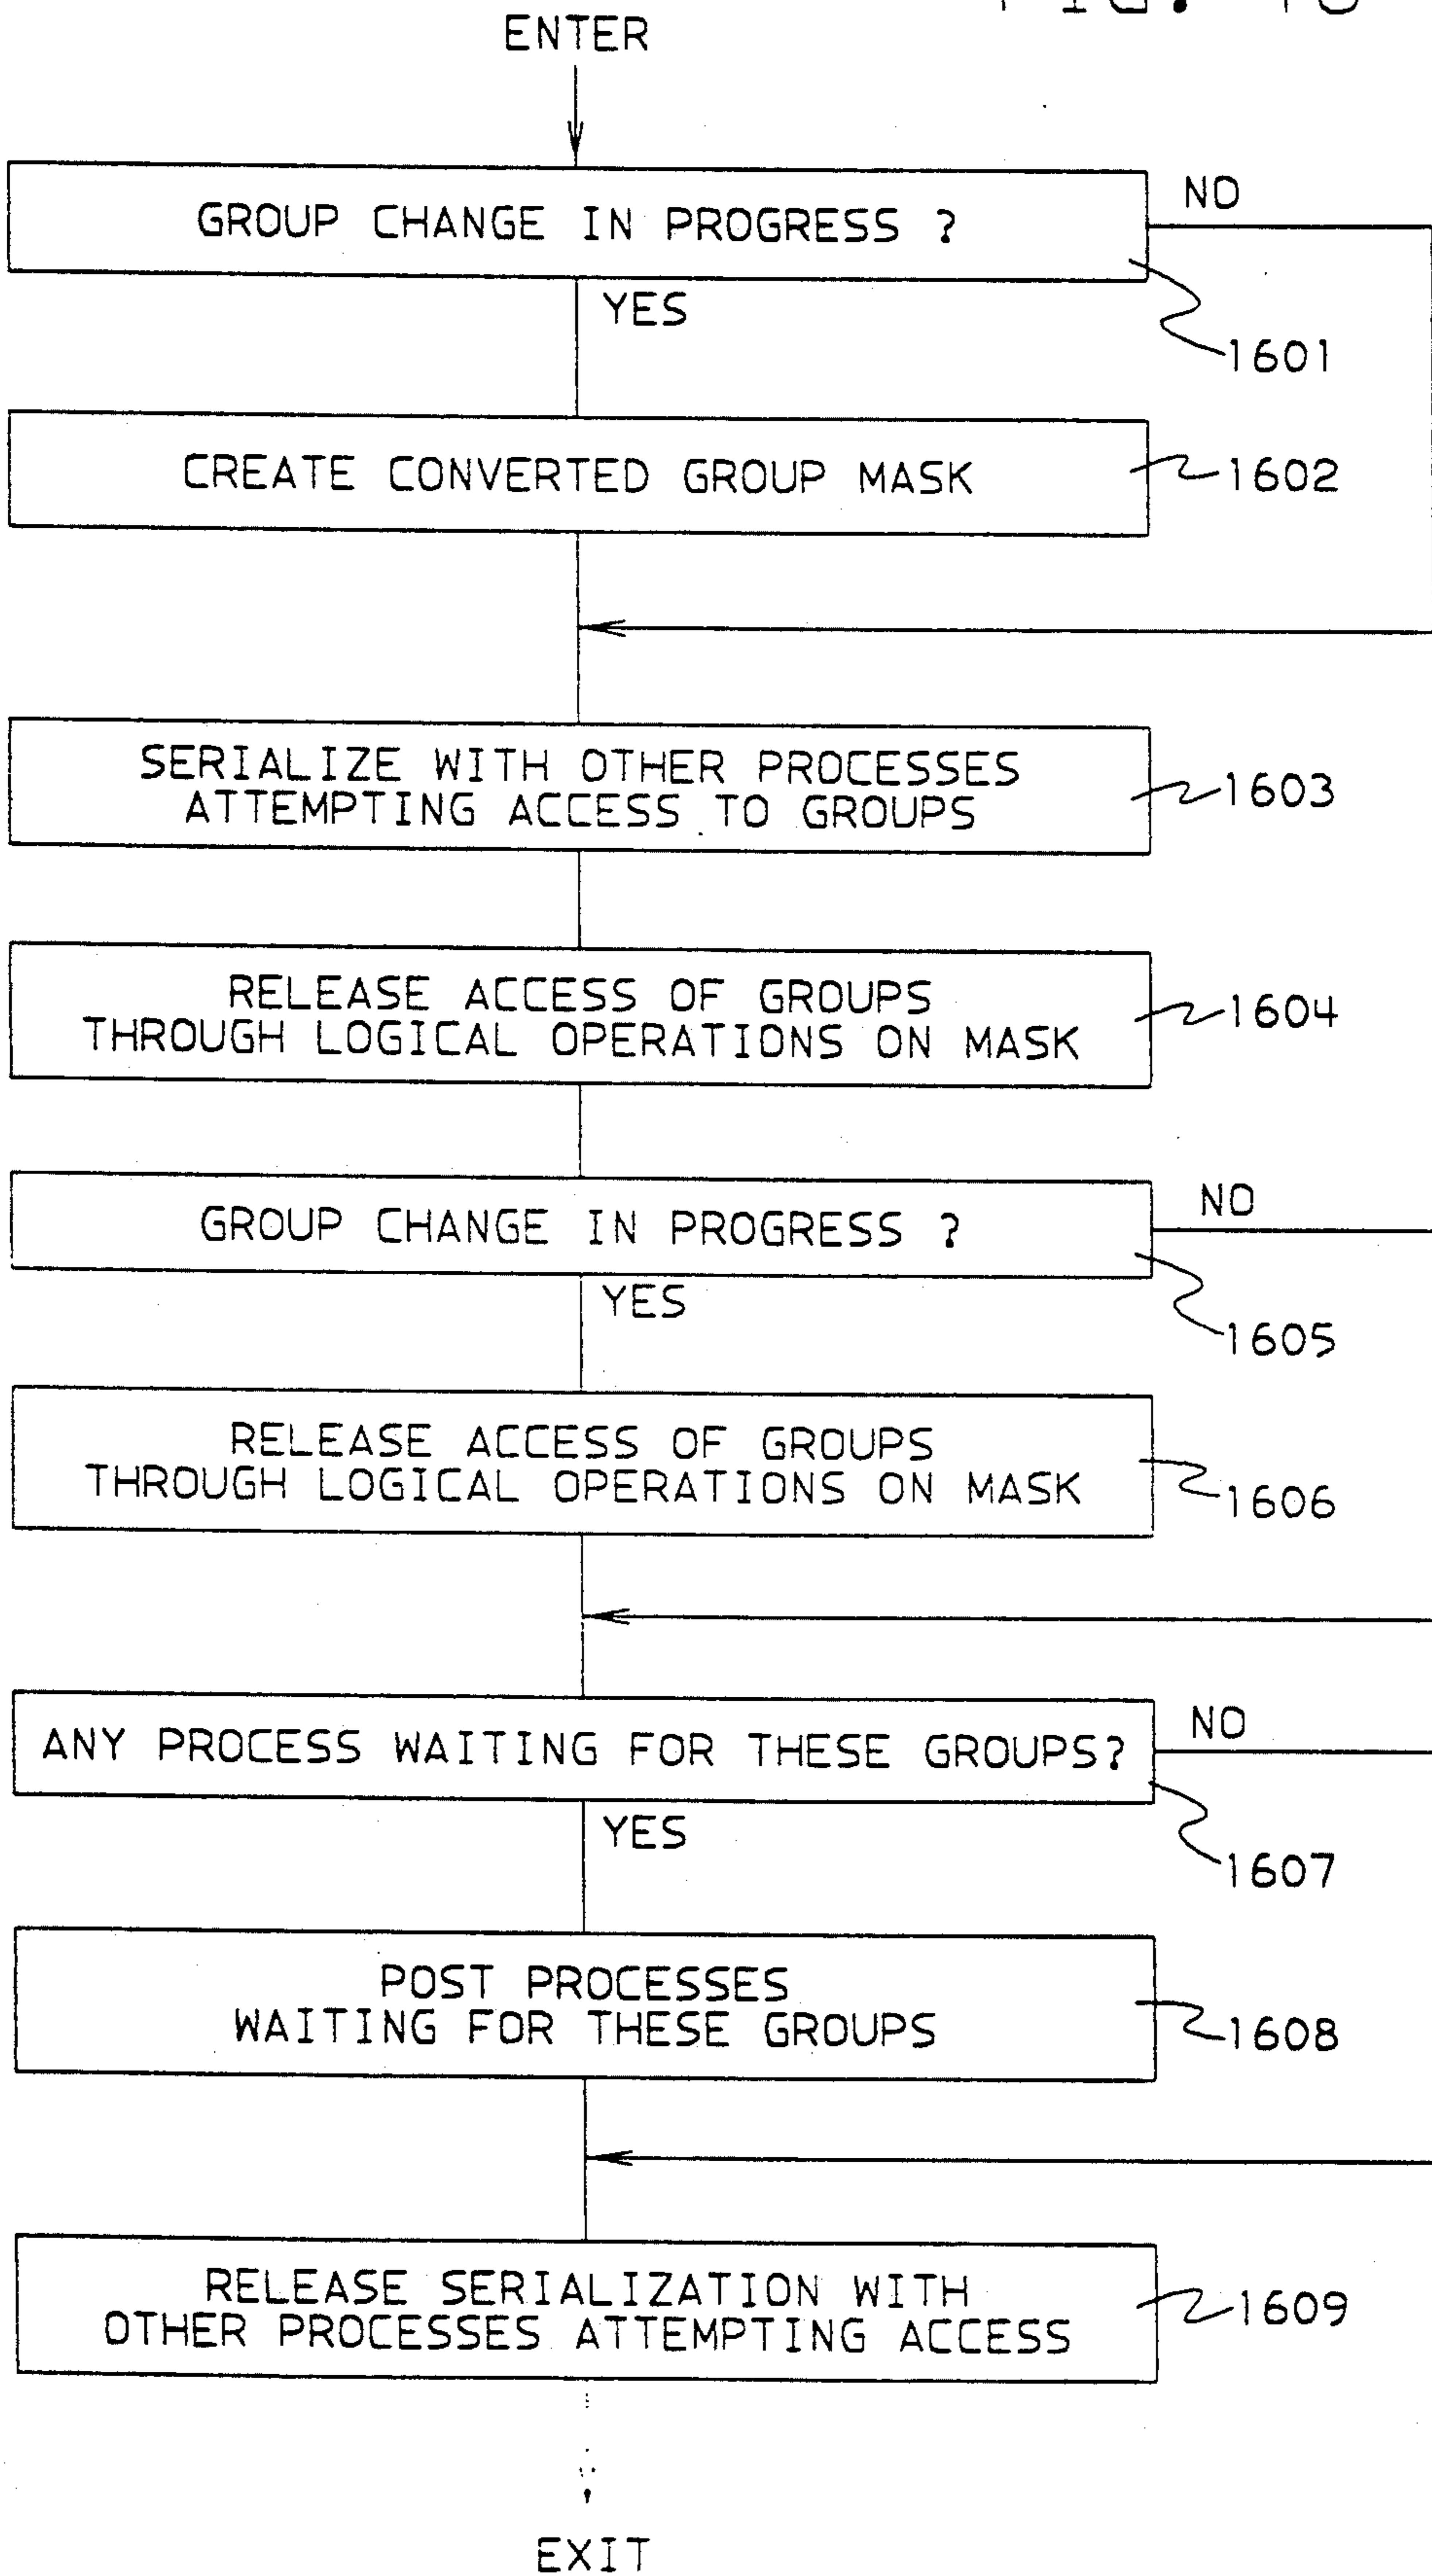 FIG. 16
ENTER
GROUP CHANGE IN PROGRESS ?
NO
YES
1601
CREATE CONVERTED GROUP MASK
1602
SERIALIZE WITH OTHER PROCESSES
ATTEMPTING ACCESS TO GROUPS
1603
RELEASE ACCESS OF GROUPS
THROUGH LOGICAL OPERATIONS ON MASK
1604
GROUP CHANGE IN PROGRESS ?
NO
YES
1605
RELEASE ACCESS OF GROUPS
THROUGH LOGICAL OPERATIONS ON MASK
1606
ANY PROCESS WAITING FOR THESE GROUPS?
NO
YES
1607
POST PROCESSES
WAITING FOR THESE GROUPS
1608
RELEASE SERIALIZATION WITH
OTHER PROCESSES ATTEMPTING ACCESS
1609
EXIT